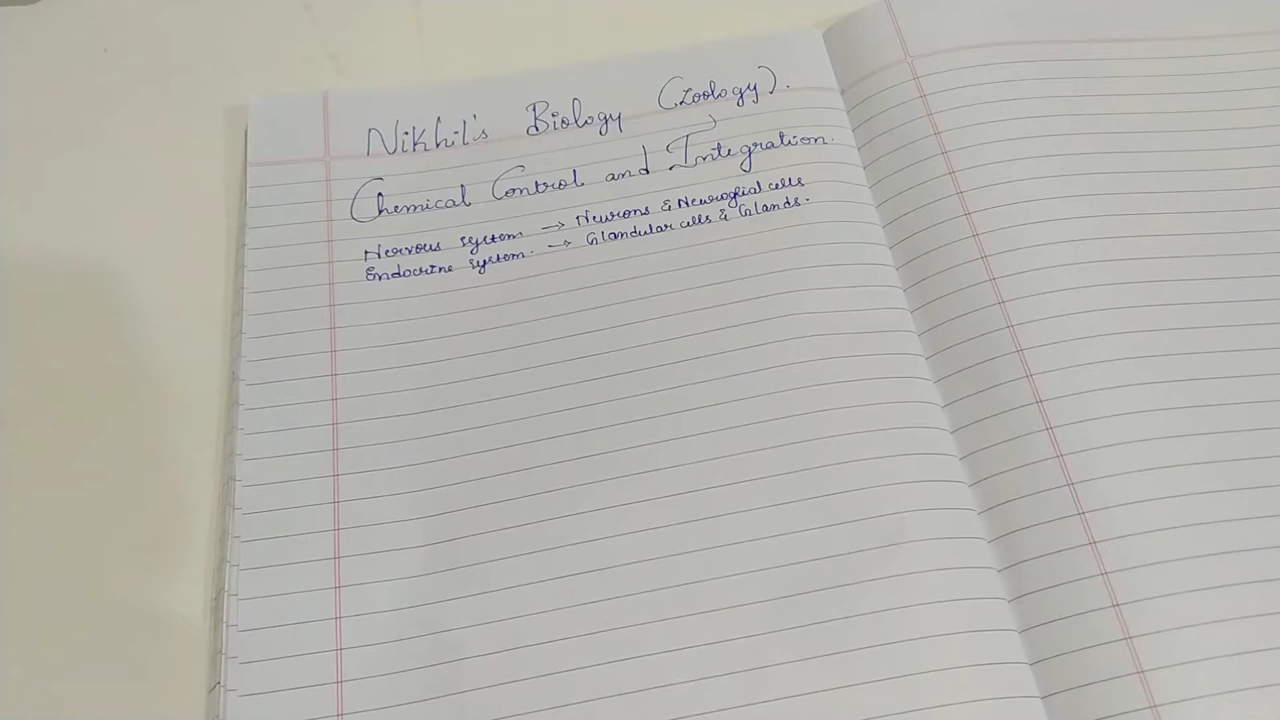 Nikhil's Biology (Zoology).
Chemical Control and Integration.
Nervous system → Neurons & Neuroglial cells
Endocrine system. → Glandular cells & Glands.